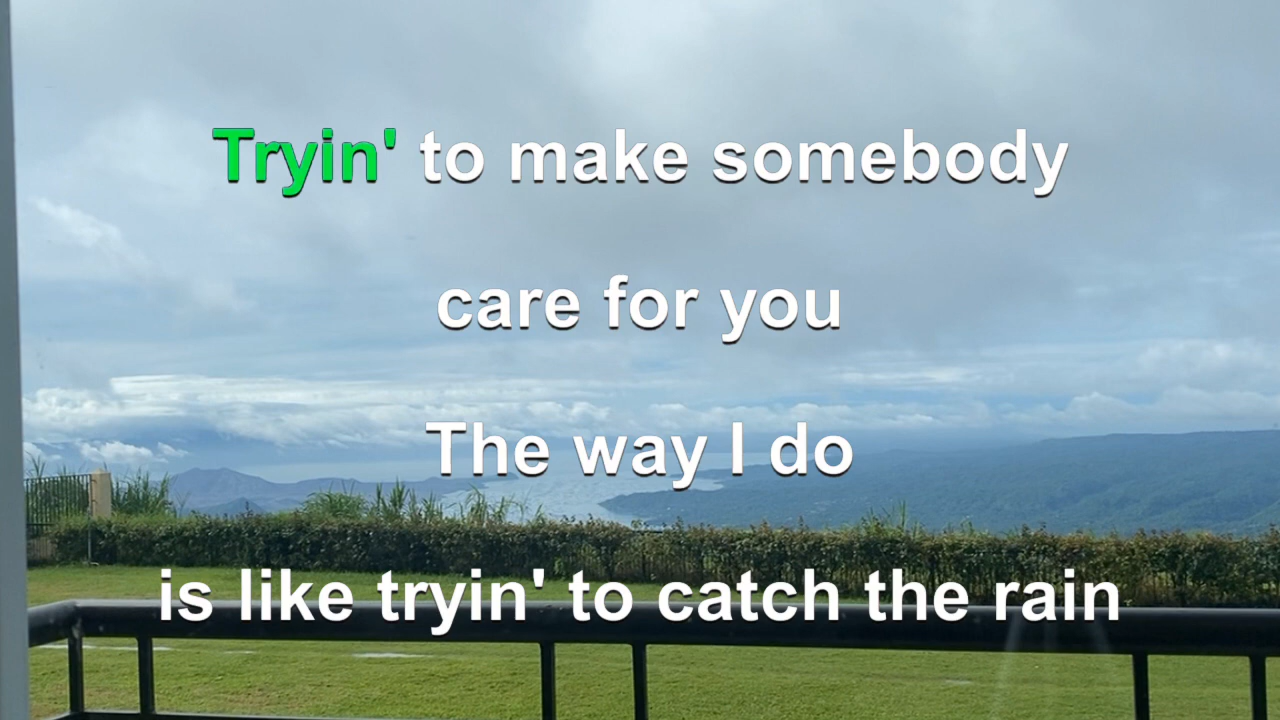 Tryin' to make somebody
care for you
The way I do
is like tryin' to catch the rain